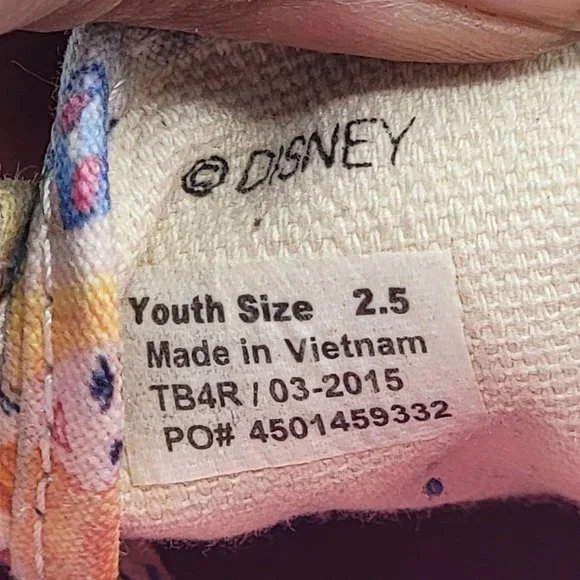 © DISNEY
Youth Size 2.5
Made in Vietnam
TB4R / 03-2015
PO# 4501459332